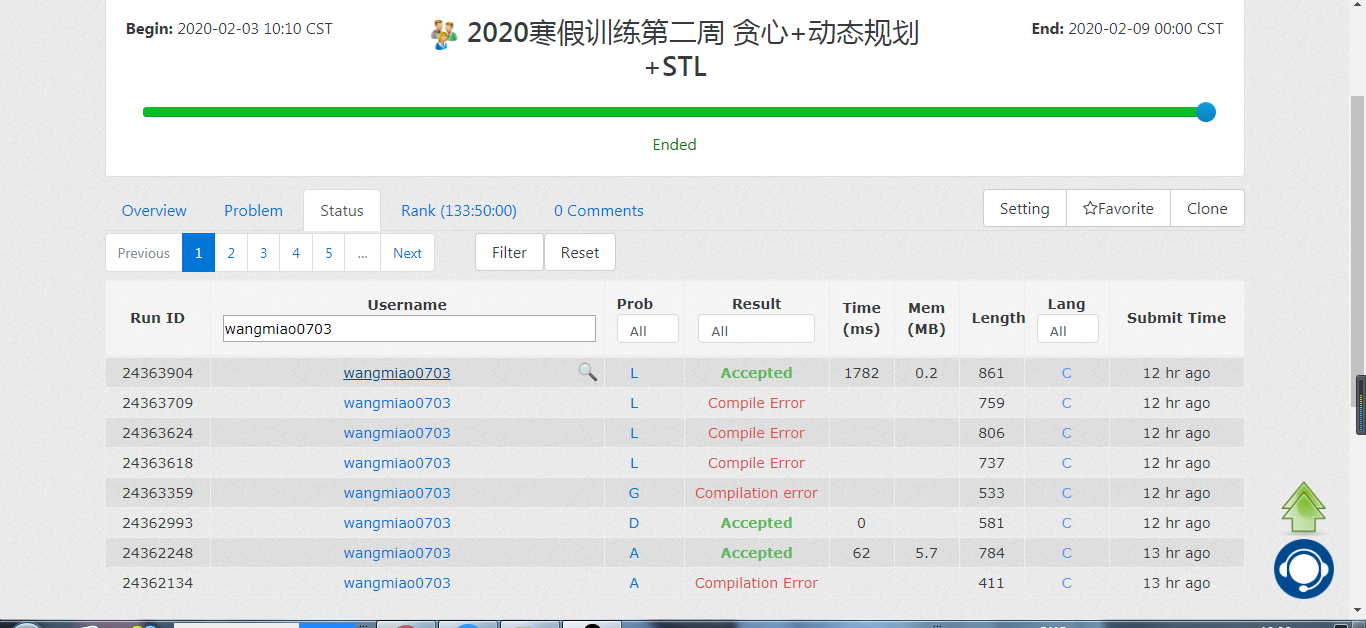 Begin: 2020-02-03 10:10 CST
2020寒假训练第二周 贪心+动态规划
+STL
End: 2020-02-09 00:00 CST
Ended
Overview Problem Status Rank (133:50:00) 0 Comments Setting ☆Favorite Clone
Previous 1 2 3 4 5 ... Next Filter Reset
Run ID Username Prob Result Time (ms) Mem (MB) Length Lang Submit Time
wangmiao0703 All All All
24363904 wangmiao0703 L Accepted 1782 0.2 861 C 12 hr ago
24363709 wangmiao0703 L Compile Error 759 C 12 hr ago
24363624 wangmiao0703 L Compile Error 806 C 12 hr ago
24363618 wangmiao0703 L Compile Error 737 C 12 hr ago
24363359 wangmiao0703 G Compilation error 533 C 12 hr ago
24362993 wangmiao0703 D Accepted 0 581 C 12 hr ago
24362248 wangmiao0703 A Accepted 62 5.7 784 C 13 hr ago
24362134 wangmiao0703 A Compilation Error 411 C 13 hr ago